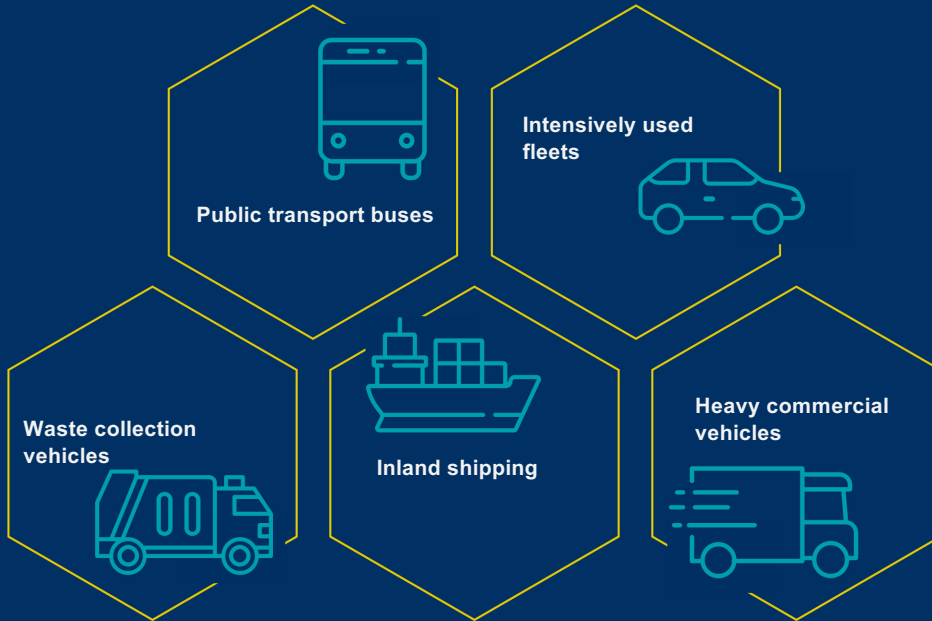 Public transport buses
Intensively used
fleets
Waste collection
vehicles
Inland shipping
Heavy commercial
vehicles